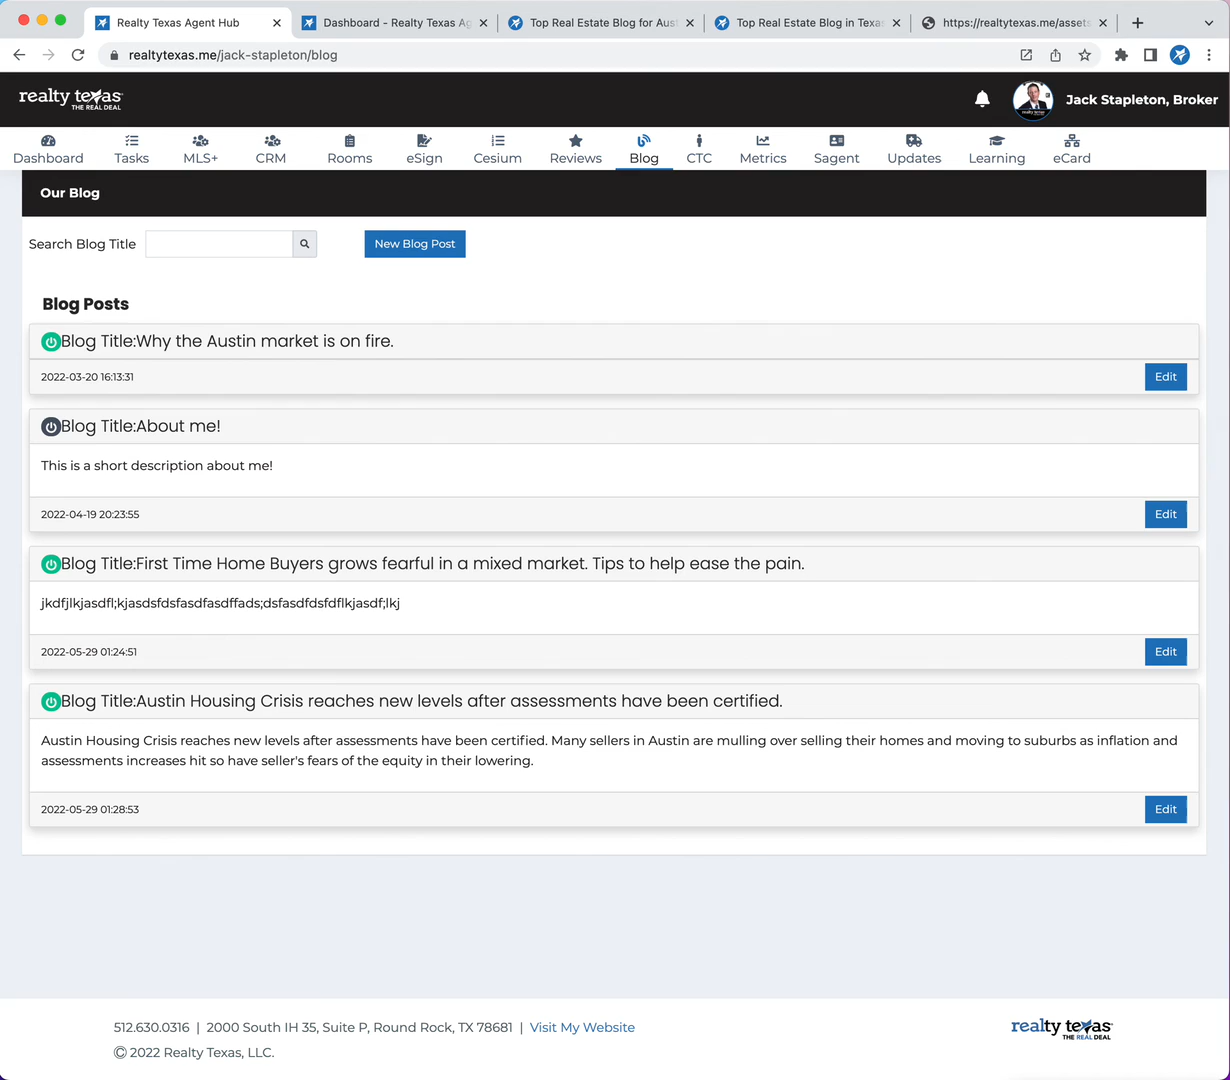 Realty Texas Agent Hub
Dashboard - Realty Texas Ag
Top Real Estate Blog for Aus
Top Real Estate Blog in Texas
https://realtytexas.me/assets
realtytexas.me/jack-stapleton/blog
realty texas
THE REAL DEAL
Jack Stapleton, Broker
Dashboard Tasks MLS+ CRM Rooms eSign Cesium Reviews Blog CTC Metrics Sagent Updates Learning eCard
Our Blog
Search Blog Title
New Blog Post
Blog Posts
Blog Title:Why the Austin market is on fire.
2022-03-20 16:13:31
Edit
Blog Title:About me!
This is a short description about me!
2022-04-19 20:23:55
Edit
Blog Title:First Time Home Buyers grows fearful in a mixed market. Tips to help ease the pain.
jkdfjlkjasdfl;kjasdsfdsfasdfasdffads;dsfasdfdsfdflkjasdf;lkj
2022-05-29 01:24:51
Edit
Blog Title:Austin Housing Crisis reaches new levels after assessments have been certified.
Austin Housing Crisis reaches new levels after assessments have been certified. Many sellers in Austin are mulling over selling their homes and moving to suburbs as inflation and
assessments increases hit so have seller's fears of the equity in their lowering.
2022-05-29 01:28:53
Edit
512.630.0316 | 2000 South IH 35, Suite P, Round Rock, TX 78681 | Visit My Website
© 2022 Realty Texas, LLC.
realty texas
THE REAL DEAL